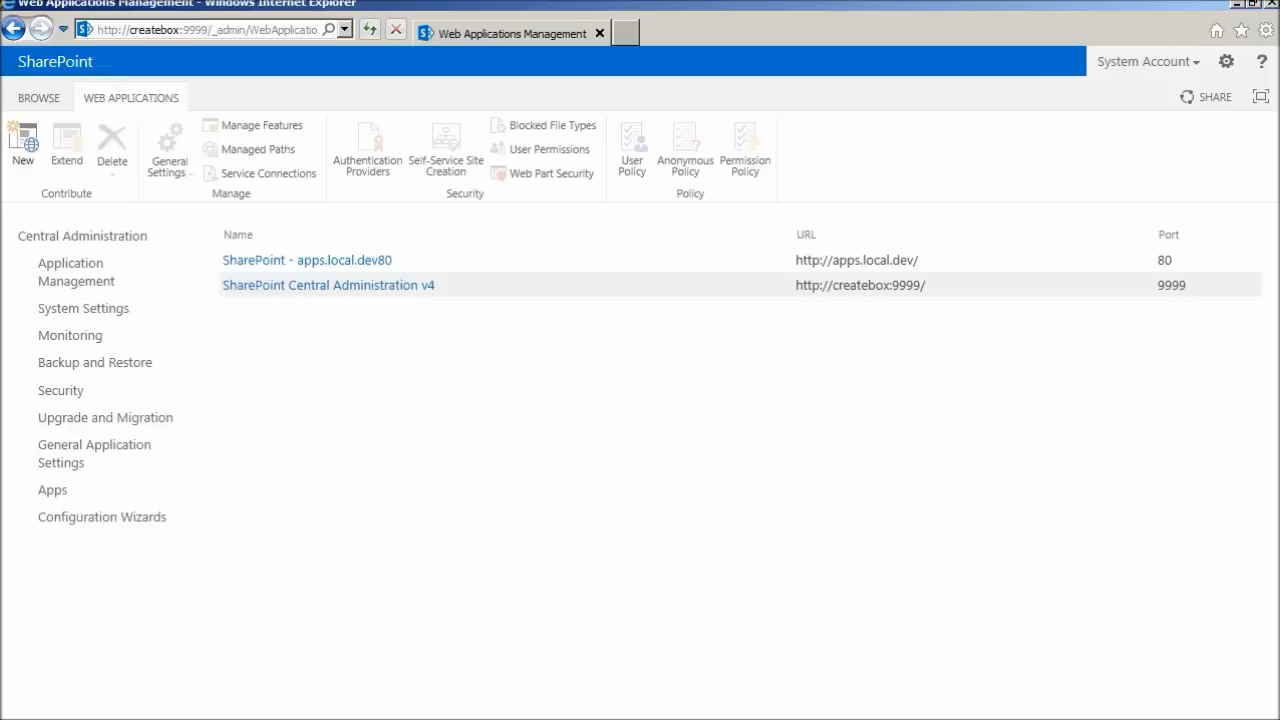 Web Applications Management - Windows Internet Explorer
http://createbox:9999/_admin/WebApplicatio
Web Applications Management
SharePoint
System Account
?
BROWSE
WEB APPLICATIONS
SHARE
New
Extend
Delete
Contribute
General
Settings
Manage Features
Managed Paths
Service Connections
Manage
Authentication
Providers
Self-Service Site
Creation
Blocked File Types
User Permissions
Web Part Security
Security
User
Policy
Anonymous
Policy
Permission
Policy
Policy
Central Administration
Application
Management
System Settings
Monitoring
Backup and Restore
Security
Upgrade and Migration
General Application
Settings
Apps
Configuration Wizards
Name URL Port
SharePoint - apps.local.dev80 http://apps.local.dev/ 80
SharePoint Central Administration v4 http://createbox:9999/ 9999